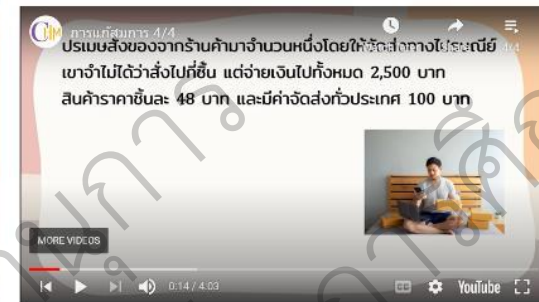 การแก้สมการ 4/4
4/4
ปรเมษสั่งของจากร้านค้ามาจำนวนหนึ่งโดยให้จัดส่งทางไปรษณีย์
เขาจำไม่ได้ว่าสั่งไปกี่ชิ้น แต่จ่ายเงินไปทั้งหมด 2,500 บาท
สินค้าราคาชิ้นละ 48 บาท และมีค่าจัดส่งทั่วประเทศ 100 บาท
MORE VIDEOS
0:14 / 4:03
CC
YouTube